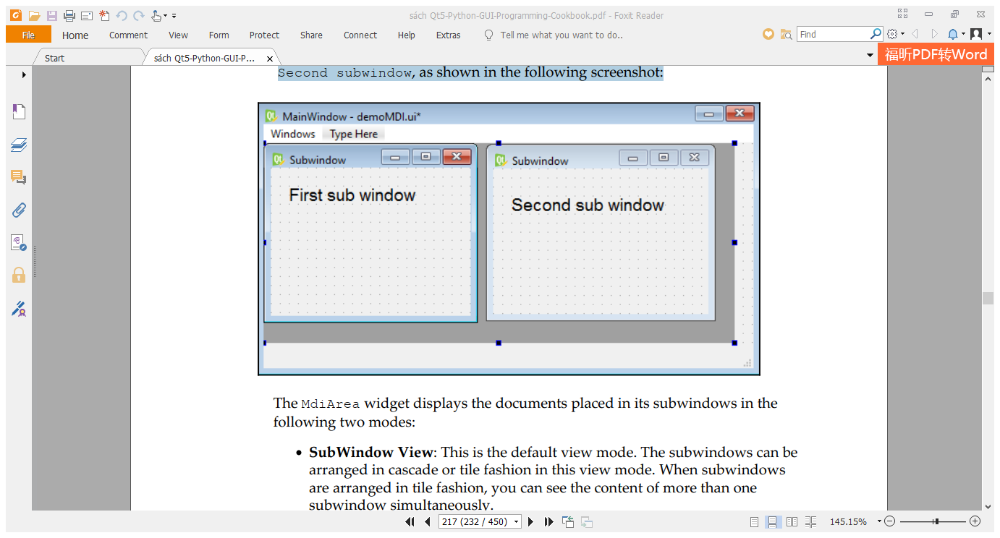 sách Qt5-Python-GUI-Programming-Cookbook.pdf - Foxit Reader
File Home Comment View Form Protect Share Connect Help Extras Tell me what you want to do.. Find
Start sách Qt5-Python-GUI-P... 福昕PDF转Word
Second subwindow, as shown in the following screenshot:
MainWindow - demoMDI.ui*
Windows Type Here
Subwindow Subwindow
First sub window
Second sub window
The MdiArea widget displays the documents placed in its subwindows in the
following two modes:
• SubWindow View: This is the default view mode. The subwindows can be
arranged in cascade or tile fashion in this view mode. When subwindows
are arranged in tile fashion, you can see the content of more than one
subwindow simultaneously.
217 (232 / 450) 145.15%